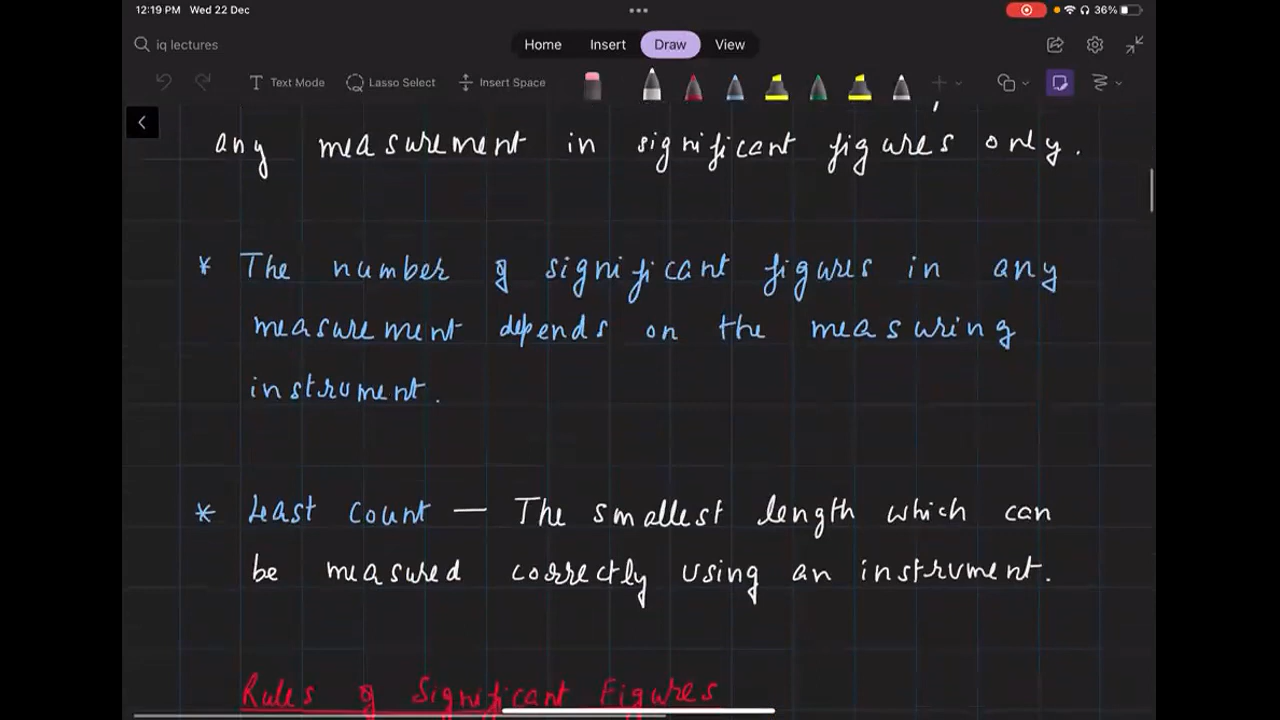 12:19 PM Wed 22 Dec
36%
iq lectures
Home Insert Draw View
Text Mode Lasso Select Insert Space
any measurement in significant figures only.
* The number of significant figures in any
measurement depends on the measuring
instrument.
* Least count — The smallest length which can
be measured correctly using an instrument.
Rules of Significant Figures